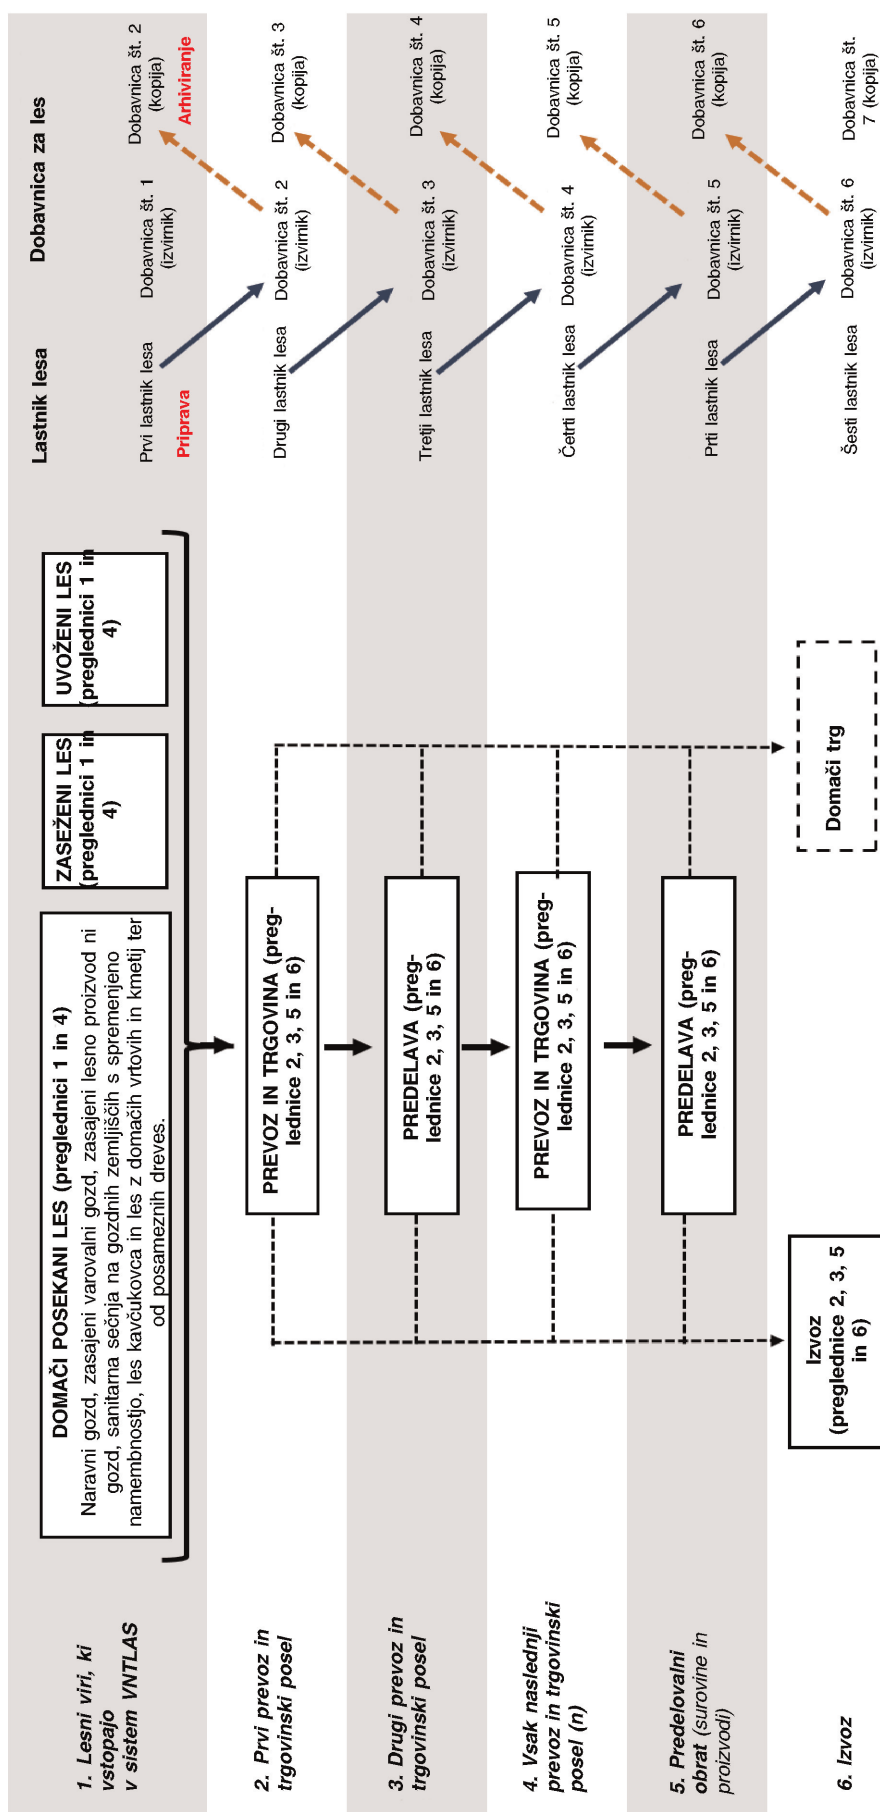 Lastnik lesa
Dobavnica za les
1. Lesni viri, ki
vstopajo
v sistem VNTLAS
DOMAČI POSEKANI LES (preglednici 1 in 4)
Naravni gozd, zasajeni varovalni gozd, zasajeni lesno proizvod ni
gozd, sanitarna sečnja na gozdnih zemljiščih s spremenjeno
namembnostjo, les kavčukovca in les z domačih vrtovih in kmetij ter
od posameznih dreves.
ZASEŽENI LES
(preglednici 1 in
4)
UVOŽENI LES
(preglednici 1 in
4)
Prvi lastnik lesa
Priprava
Dobavnica št. 1
(izvirnik)
Dobavnica št. 2
(kopija)
Arhiviranje
2. Prvi prevoz in
trgovinski posel
PREVOZ IN TRGOVINA (preg-
lednice 2, 3, 5 in 6)
Drugi lastnik lesa
Dobavnica št. 2
(izvirnik)
Dobavnica št. 3
(kopija)
3. Drugi prevoz in
trgovinski posel
PREDELAVA (preg-
lednice 2, 3, 5 in 6)
Tretji lastnik lesa
Dobavnica št. 3
(izvirnik)
Dobavnica št. 4
(kopija)
4. Vsak naslednji
prevoz in trgovinski
posel (n)
PREVOZ IN TRGOVINA (preg-
lednice 2, 3, 5 in 6)
Četrti lastnik lesa
Dobavnica št. 4
(izvirnik)
Dobavnica št. 5
(kopija)
5. Predelovalni
obrat (surovine in
proizvodi)
PREDELAVA (preg-
lednice 2, 3, 5 in 6)
Prti lastnik lesa
Dobavnica št. 5
(izvirnik)
Dobavnica št. 6
(kopija)
6. Izvoz
Izvoz
(preglednice 2, 3, 5
in 6)
Domači trg
Šesti lastnik lesa
Dobavnica št. 6
(izvirnik)
Dobavnica št.
7 (kopija)